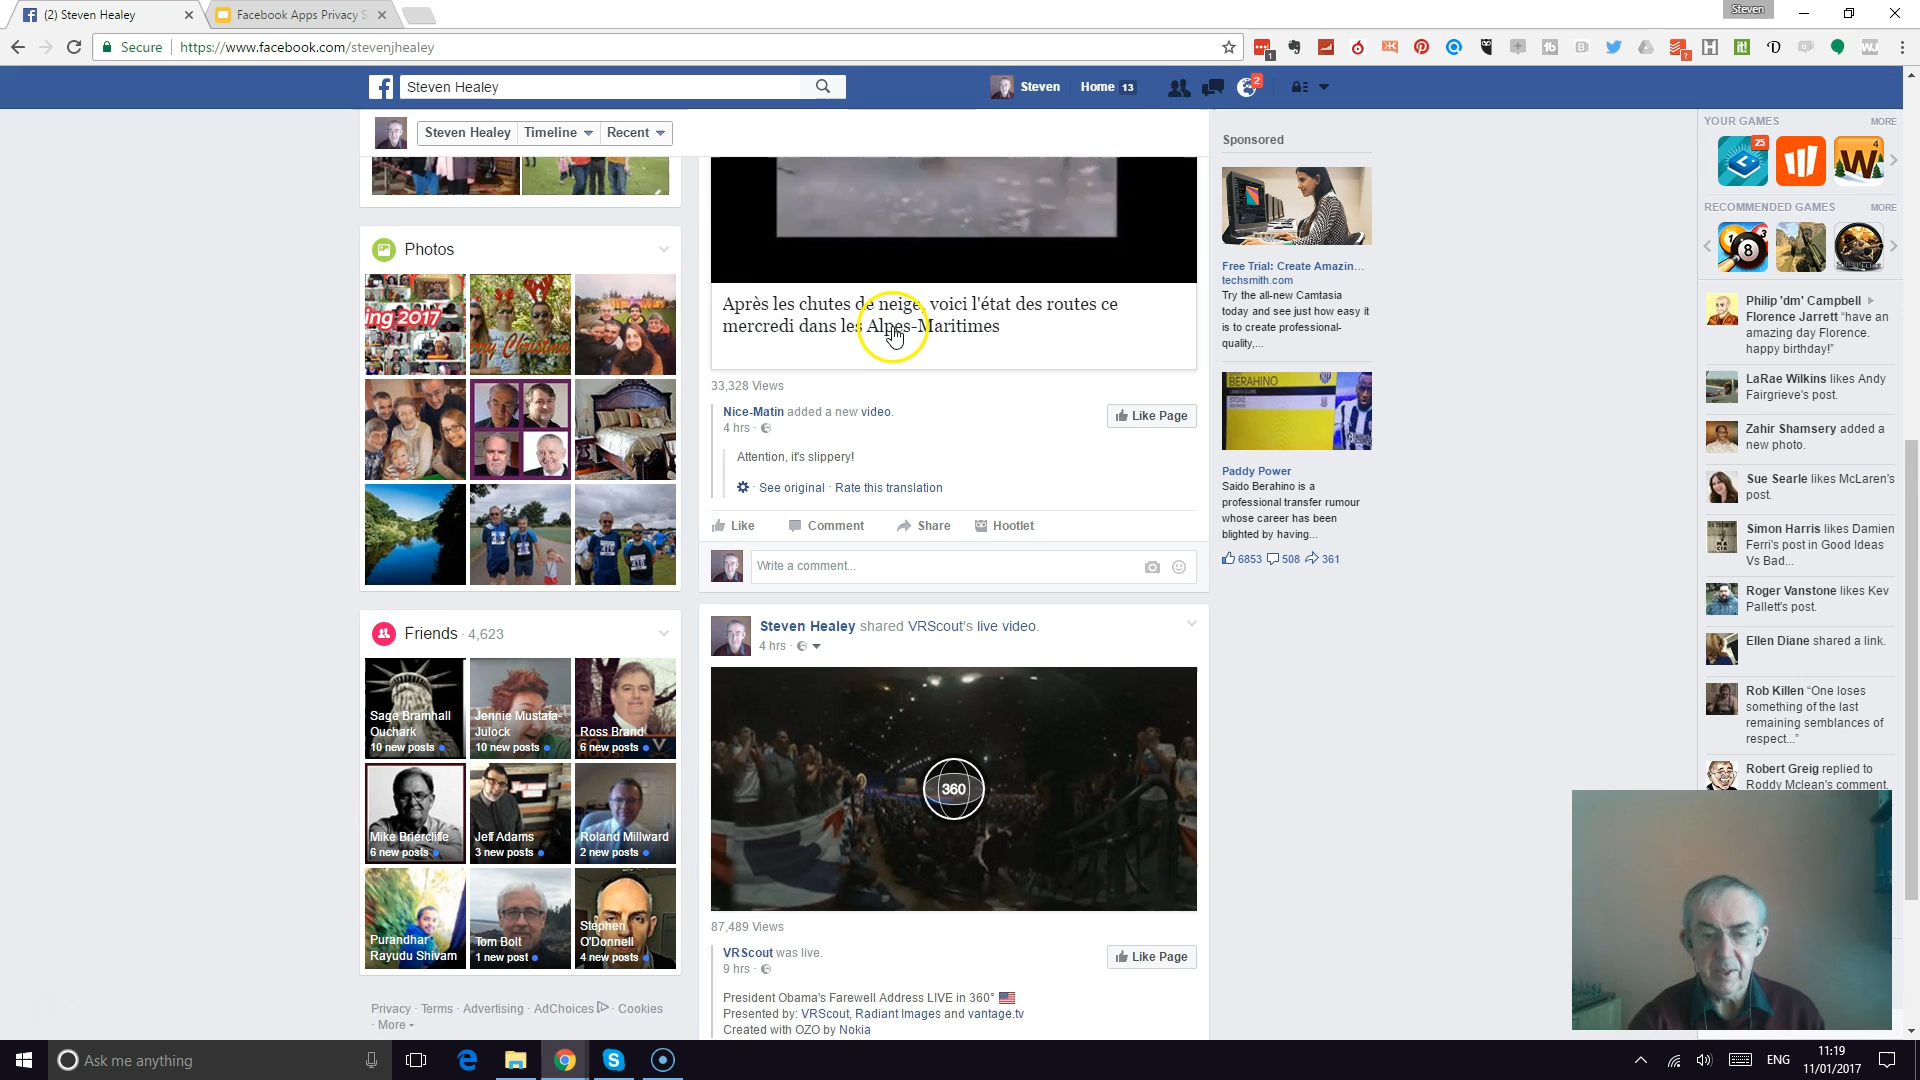 (2) Steven Healey
Facebook Apps Privacy S
Steven
Secure
https://www.facebook.com/stevenjhealey
Steven Healey
Steven
Home 13
2
Steven Healey
Timeline
Recent
Photos
ing 2017
Friends · 4,623
Sage Bramhall
Ouchark
10 new posts
Jennie Mustafa-
Julock
10 new posts
Ross Brand
6 new posts
Mike Briercliffe
6 new posts
Jeff Adams
3 new posts
Roland Millward
2 new posts
Purandhar
Rayudu Shivam
Tom Bolt
1 new post
Stephen
O'Donnell
4 new posts
Privacy · Terms · Advertising · AdChoices · Cookies
· More
Après les chutes de neige, voici l'état des routes ce
mercredi dans les Alpes-Maritimes
33,328 Views
Nice-Matin added a new video.
4 hrs ·
Like Page
Attention, it's slippery!
· See original · Rate this translation
Like
Comment
Share
Hootlet
Write a comment...
Steven Healey shared VRScout's live video.
4 hrs ·
360
87,489 Views
VRScout was live.
9 hrs ·
Like Page
President Obama's Farewell Address LIVE in 360°
Presented by: VRScout, Radiant Images and vantage.tv
Created with OZO by Nokia
Sponsored
Free Trial: Create Amazin...
techsmith.com
Try the all-new Camtasia
today and see just how easy it
is to create professional-
quality,...
BERAHINO
STOKE
Paddy Power
Saido Berahino is a
professional transfer rumour
whose career has been
blighted by having...
6853 508 361
YOUR GAMES
MORE
25
W
4
RECOMMENDED GAMES
MORE
8
Philip 'dm' Campbell
Florence Jarrett “have an
amazing day Florence.
happy birthday!”
LaRae Wilkins likes Andy
Fairgrieve's post.
Zahir Shamsery added a
new photo.
Sue Searle likes McLaren's
post.
Simon Harris likes Damien
Ferri's post in Good Ideas
Vs Bad...
Roger Vanstone likes Kev
Pallett's post.
Ellen Diane shared a link.
Rob Killen “One loses
something of the last
remaining semblances of
respect...”
Robert Greig replied to
Roddy Mclean's comment.
Ask me anything
ENG
11:19
11/01/2017